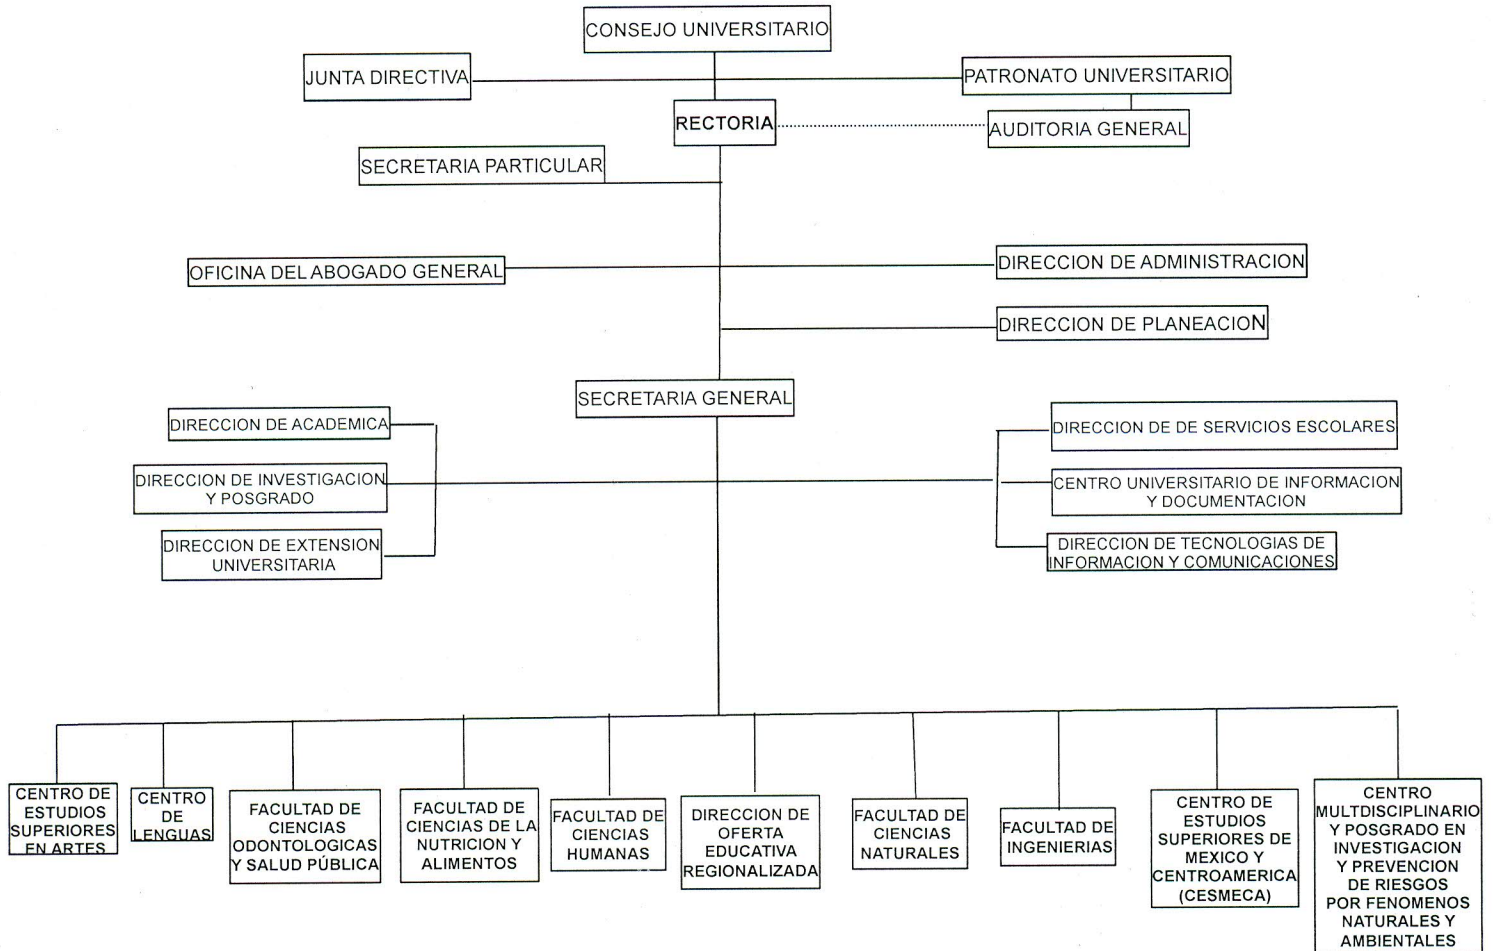 CONSEJO UNIVERSITARIO
JUNTA DIRECTIVA
PATRONATO UNIVERSITARIO
RECTORIA
AUDITORIA GENERAL
SECRETARIA PARTICULAR
OFICINA DEL ABOGADO GENERAL
DIRECCION DE ADMINISTRACION
DIRECCION DE PLANEACION
SECRETARIA GENERAL
DIRECCION DE ACADEMICA
DIRECCION DE INVESTIGACION
Y POSGRADO
DIRECCION DE EXTENSION
UNIVERSITARIA
DIRECCION DE DE SERVICIOS ESCOLARES
CENTRO UNIVERSITARIO DE INFORMACION
Y DOCUMENTACION
DIRECCION DE TECNOLOGIAS DE
INFORMACION Y COMUNICACIONES
CENTRO DE
ESTUDIOS
SUPERIORES
EN ARTES
CENTRO
DE
LENGUAS
FACULTAD DE
CIENCIAS
ODONTOLOGICAS
Y SALUD PÚBLICA
FACULTAD DE
CIENCIAS DE LA
NUTRICION Y
ALIMENTOS
FACULTAD DE
CIENCIAS
HUMANAS
DIRECCION DE
OFERTA
EDUCATIVA
REGIONALIZADA
FACULTAD DE
CIENCIAS
NATURALES
FACULTAD DE
INGENIERIAS
CENTRO DE
ESTUDIOS
SUPERIORES DE
MEXICO Y
CENTROAMERICA
(CESMECA)
CENTRO
MULTDISCIPLINARIO
Y POSGRADO EN
INVESTIGACION
Y PREVENCION
DE RIESGOS
POR FENOMENOS
NATURALES Y
AMBIENTALES